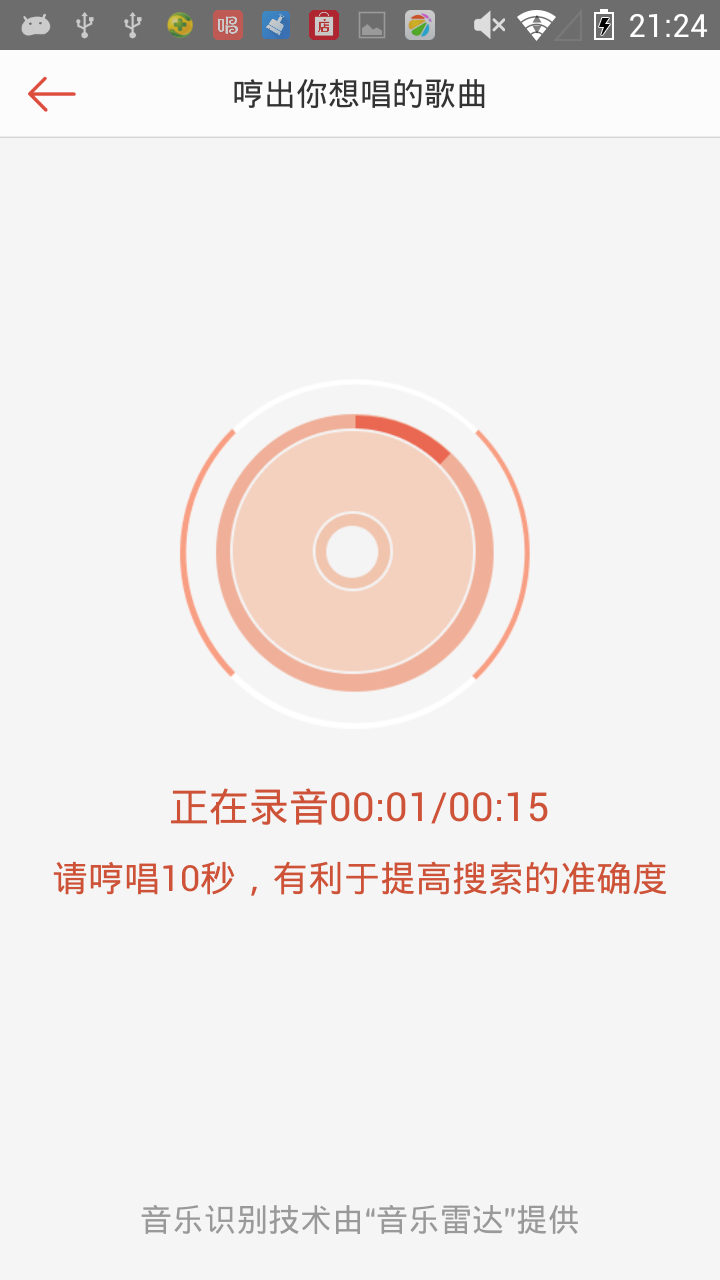 唱
店
21:24
哼出你想唱的歌曲
正在录音00:01/00:15
请哼唱10秒，有利于提高搜索的准确度
音乐识别技术由“音乐雷达”提供